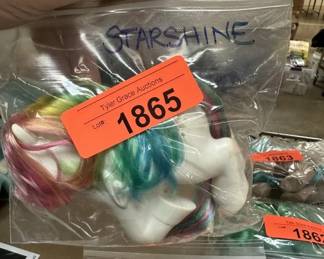 STARSHINE
Tyler Grace Auctions
Lot# 1865
1863